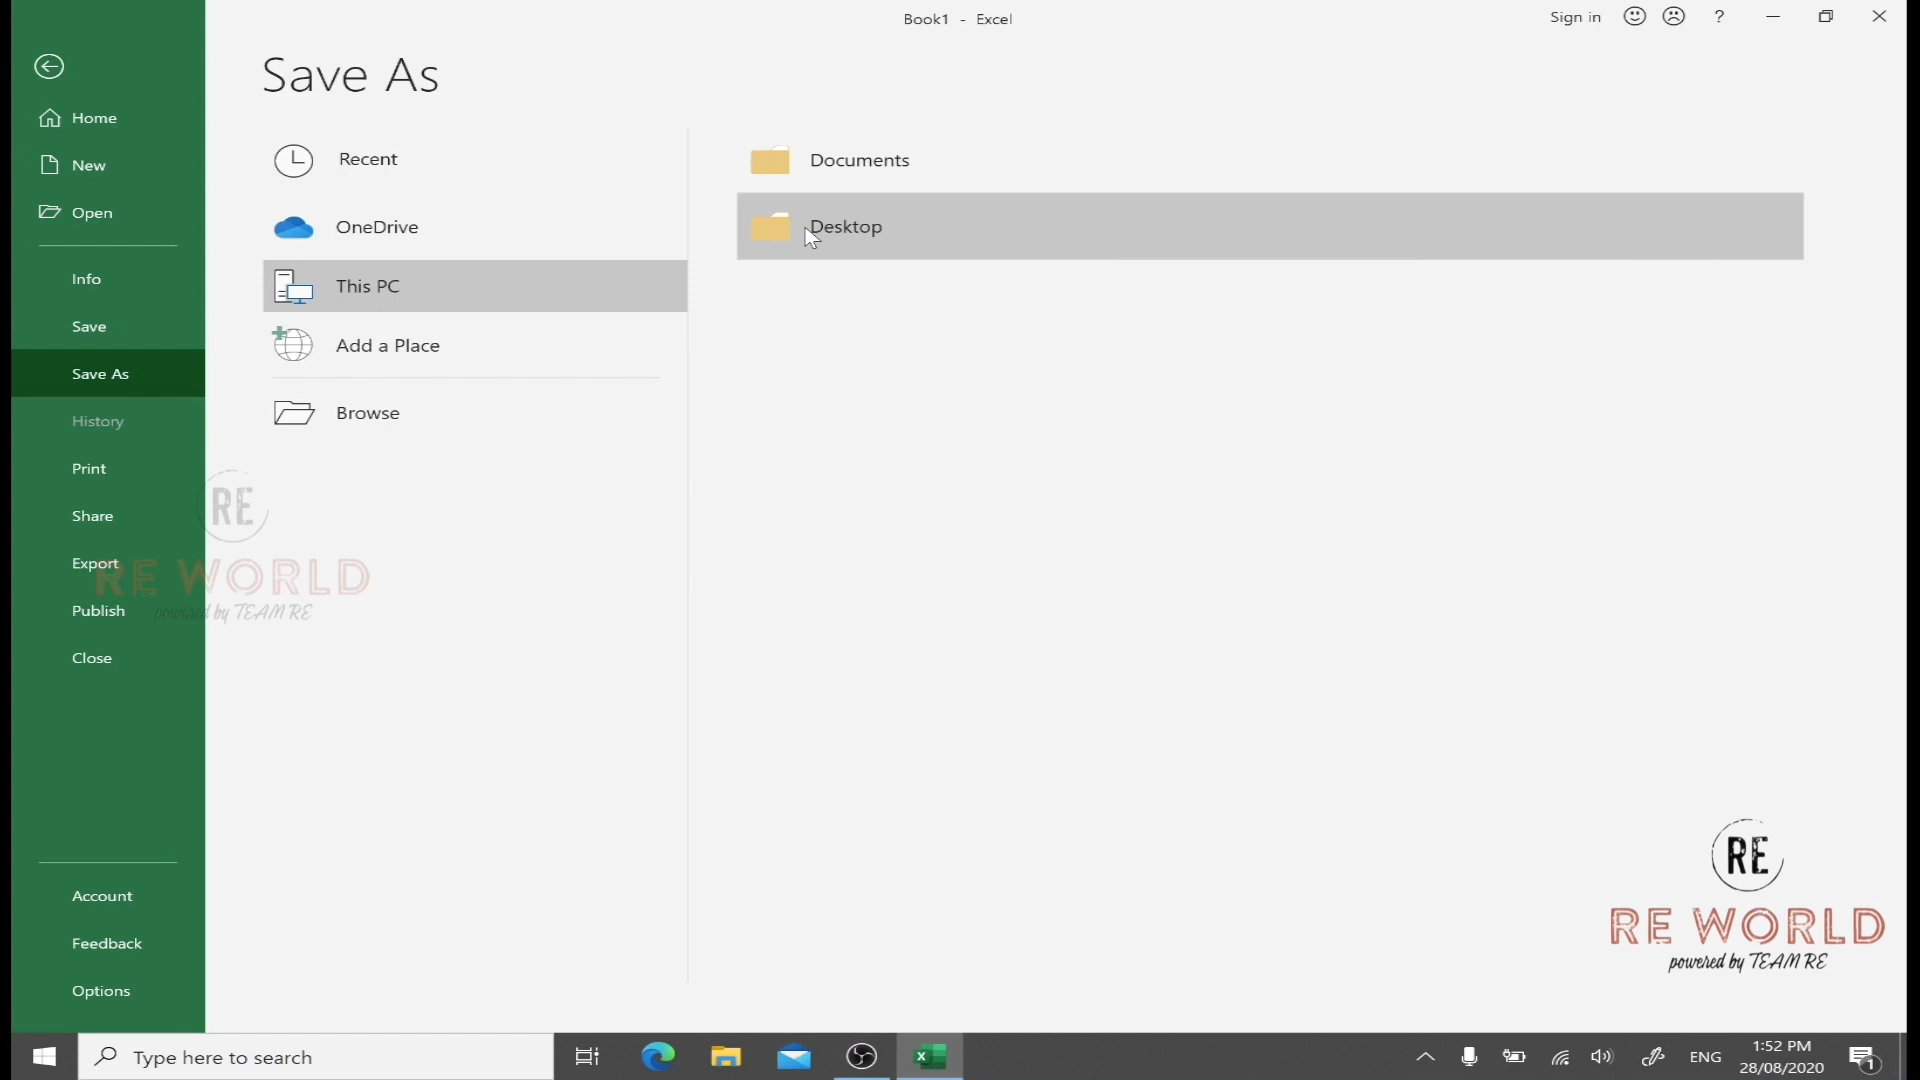 Book1 - Excel
Sign in
?
Save As
Home
New
Open
Info
Save
Save As
History
Print
Share
Export
Publish
Close
Account
Feedback
Options
Recent
OneDrive
This PC
Add a Place
Browse
Documents
Desktop
RE
RE WORLD
powered by TEAM RE
RE
RE WORLD
powered by TEAM RE
Type here to search
ENG
1:52 PM
28/08/2020
1